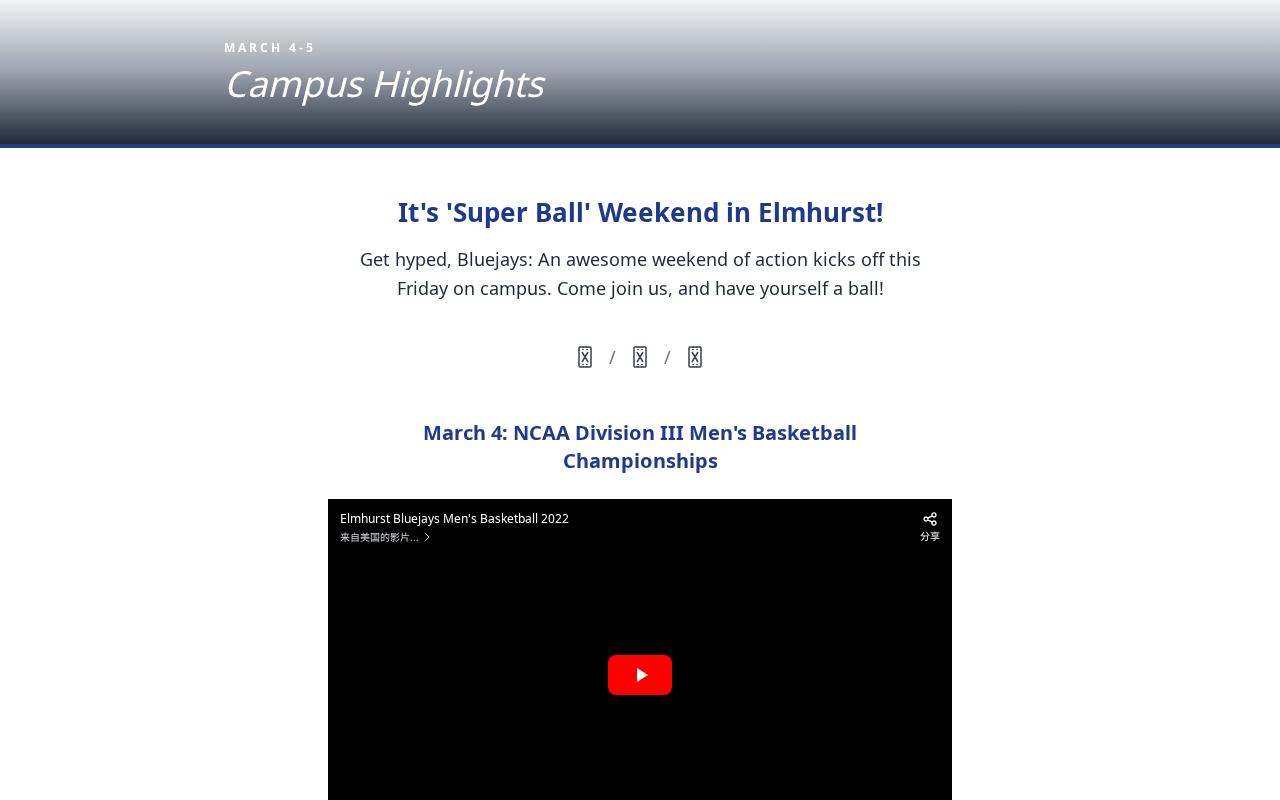 MARCH 4-5
Campus Highlights
It's 'Super Ball' Weekend in Elmhurst!
Get hyped, Bluejays: An awesome weekend of action kicks off this
Friday on campus. Come join us, and have yourself a ball!
/ /
March 4: NCAA Division III Men's Basketball
Championships
Elmhurst Bluejays Men's Basketball 2022
来自美国的影片...
分享